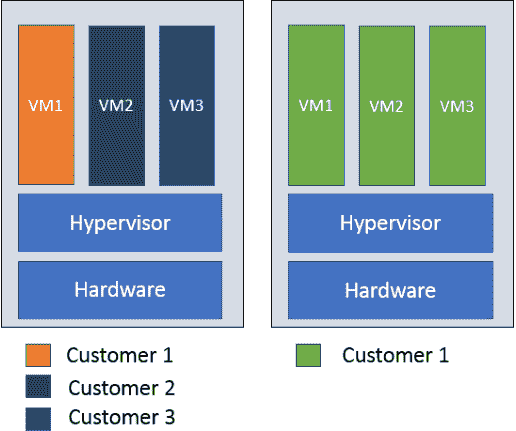 VM1 VM2 VM3
Hypervisor
Hardware
Customer 1
Customer 2
Customer 3
VM1 VM2 VM3
Hypervisor
Hardware
Customer 1